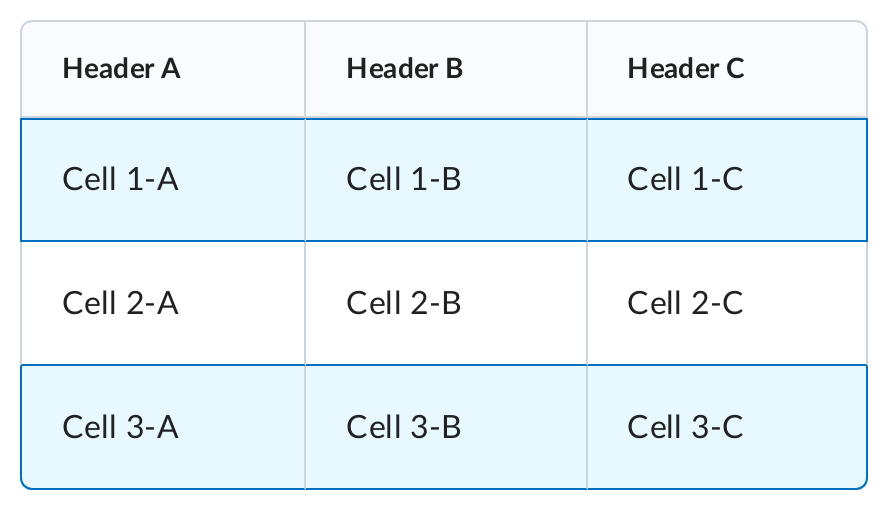 Header A Header B Header C
Cell 1-A Cell 1-B Cell 1-C
Cell 2-A Cell 2-B Cell 2-C
Cell 3-A Cell 3-B Cell 3-C